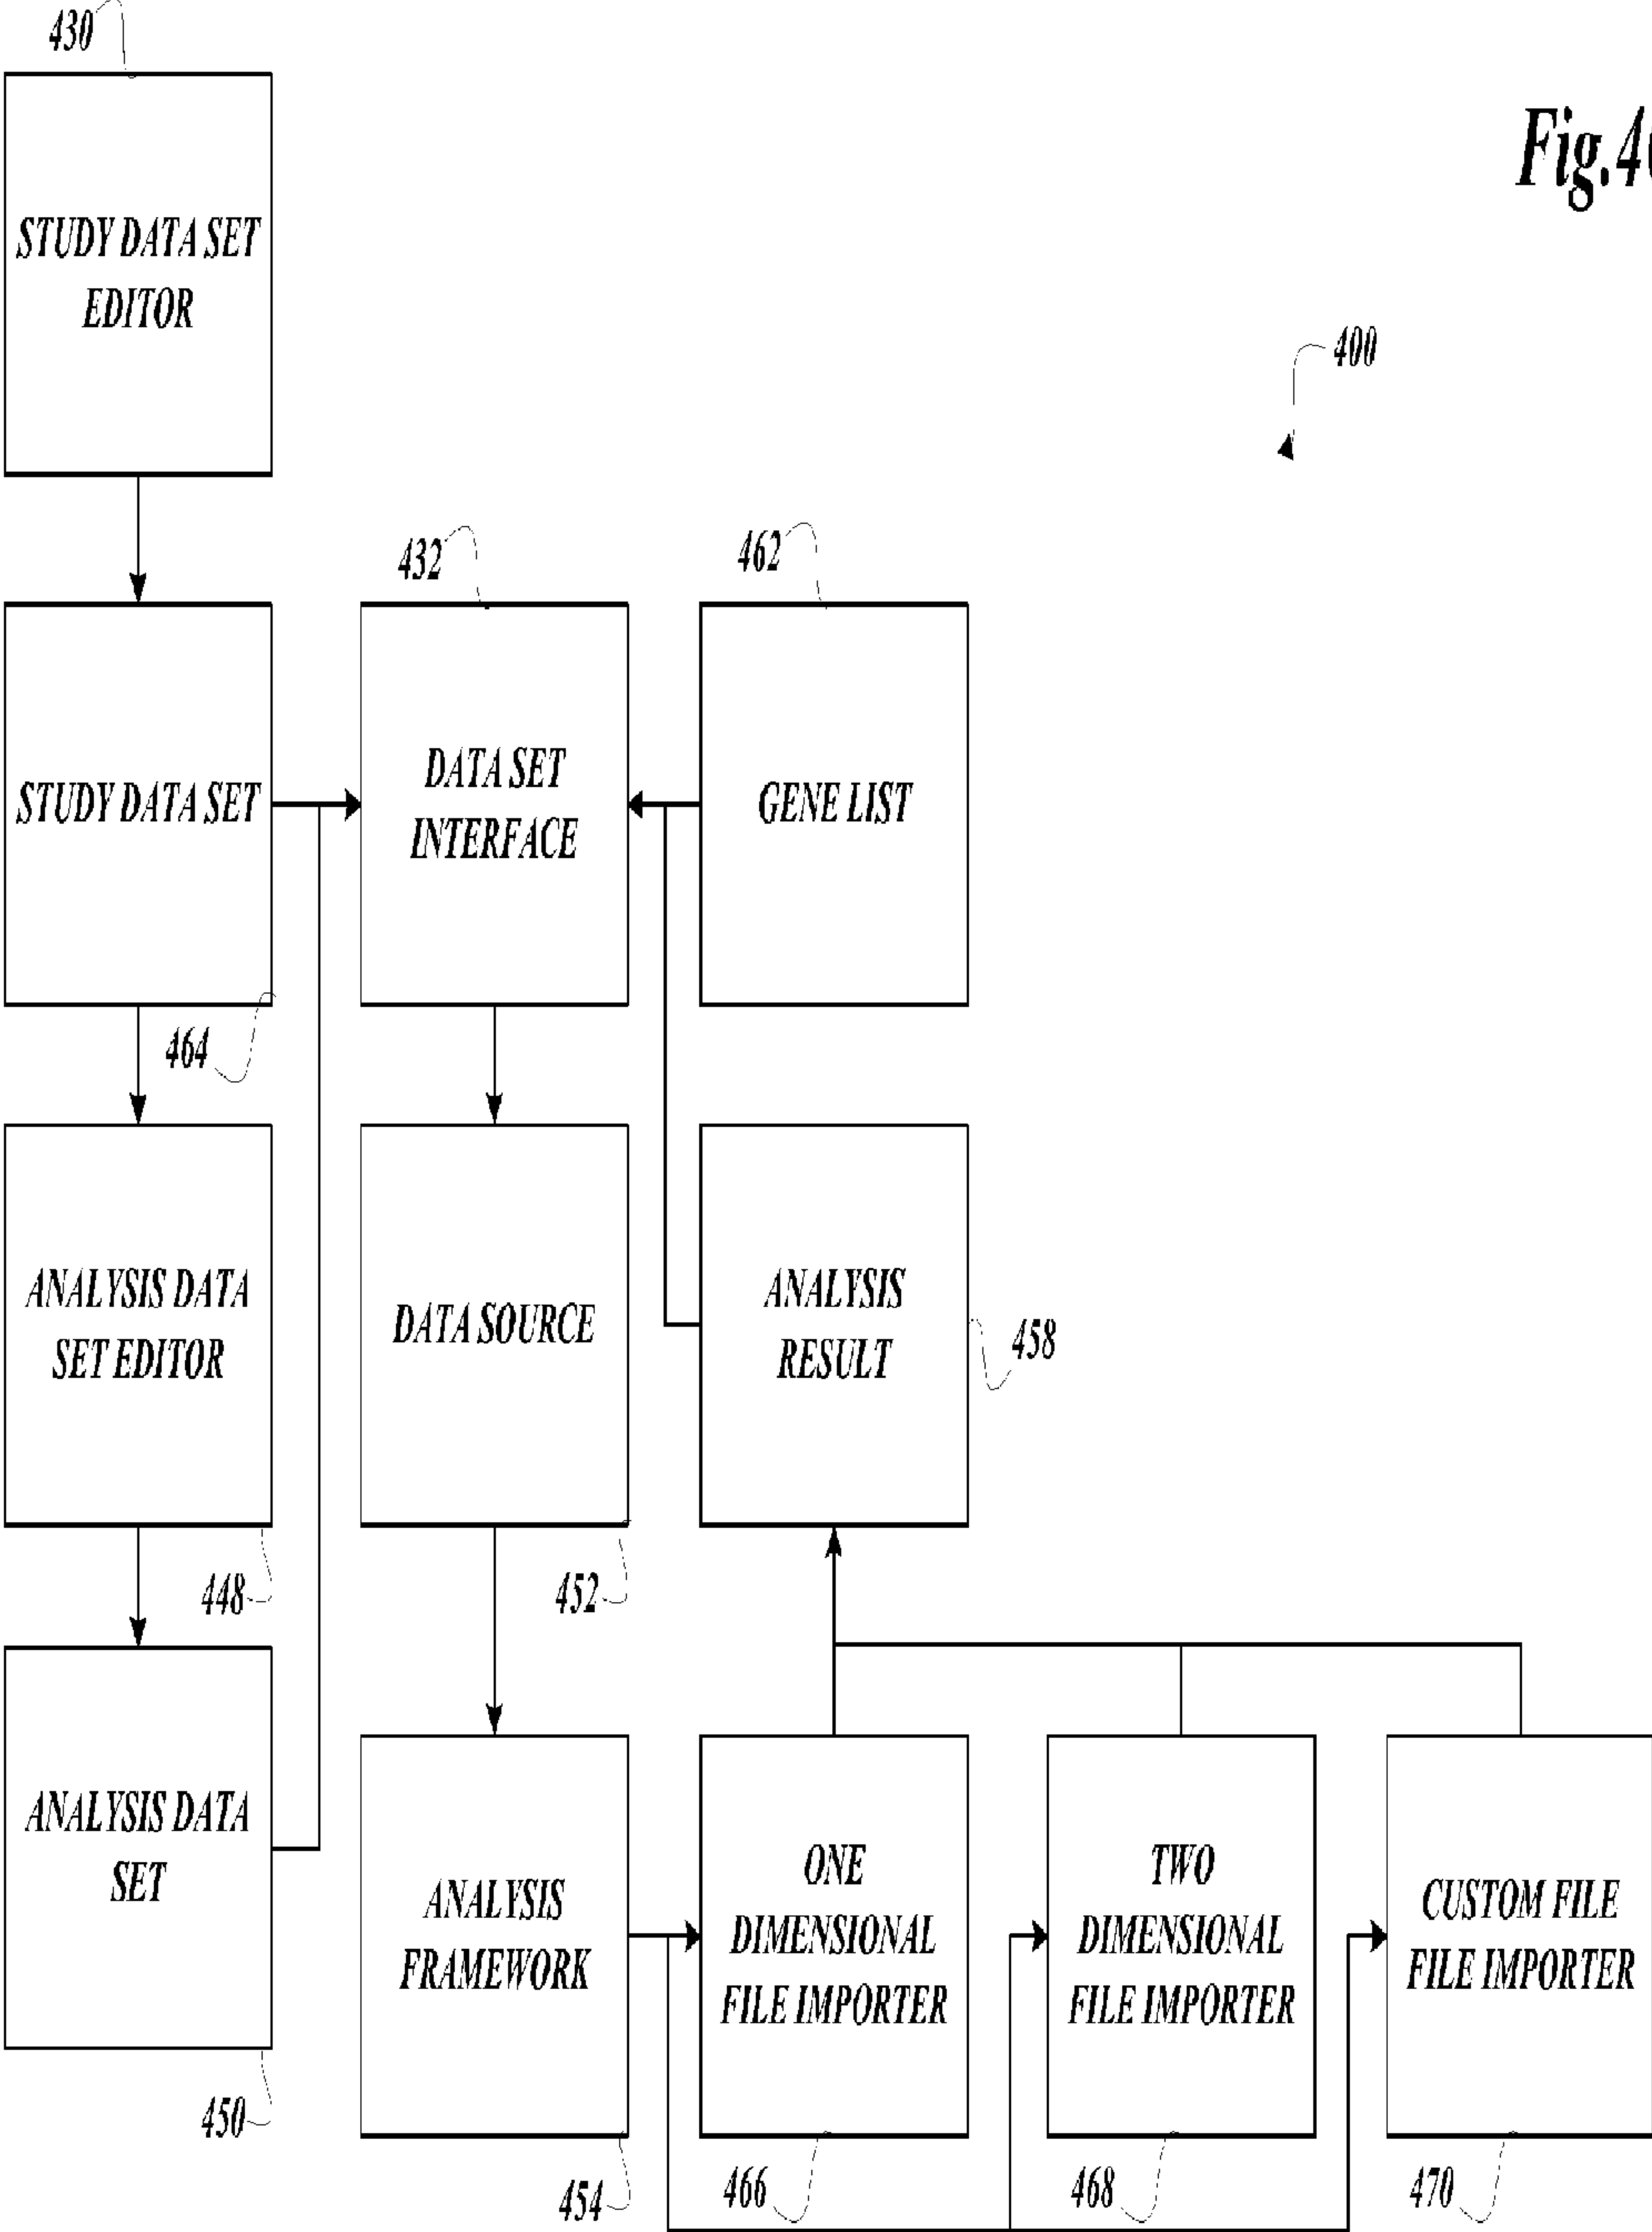 430
Fig.4
STUDY DATA SET
EDITOR
400
432
462
STUDY DATA SET
DATA SET
INTERFACE
GENE LIST
464
ANALYSIS DATA
SET EDITOR
DATA SOURCE
ANALYSIS
RESULT
458
448
452
ANALYSIS DATA
SET
ANALYSIS
FRAMEWORK
ONE
DIMENSIONAL
FILE IMPORTER
TWO
DIMENSIONAL
FILE IMPORTER
CUSTOM FILE
FILE IMPORTER
450
454
466
468
470